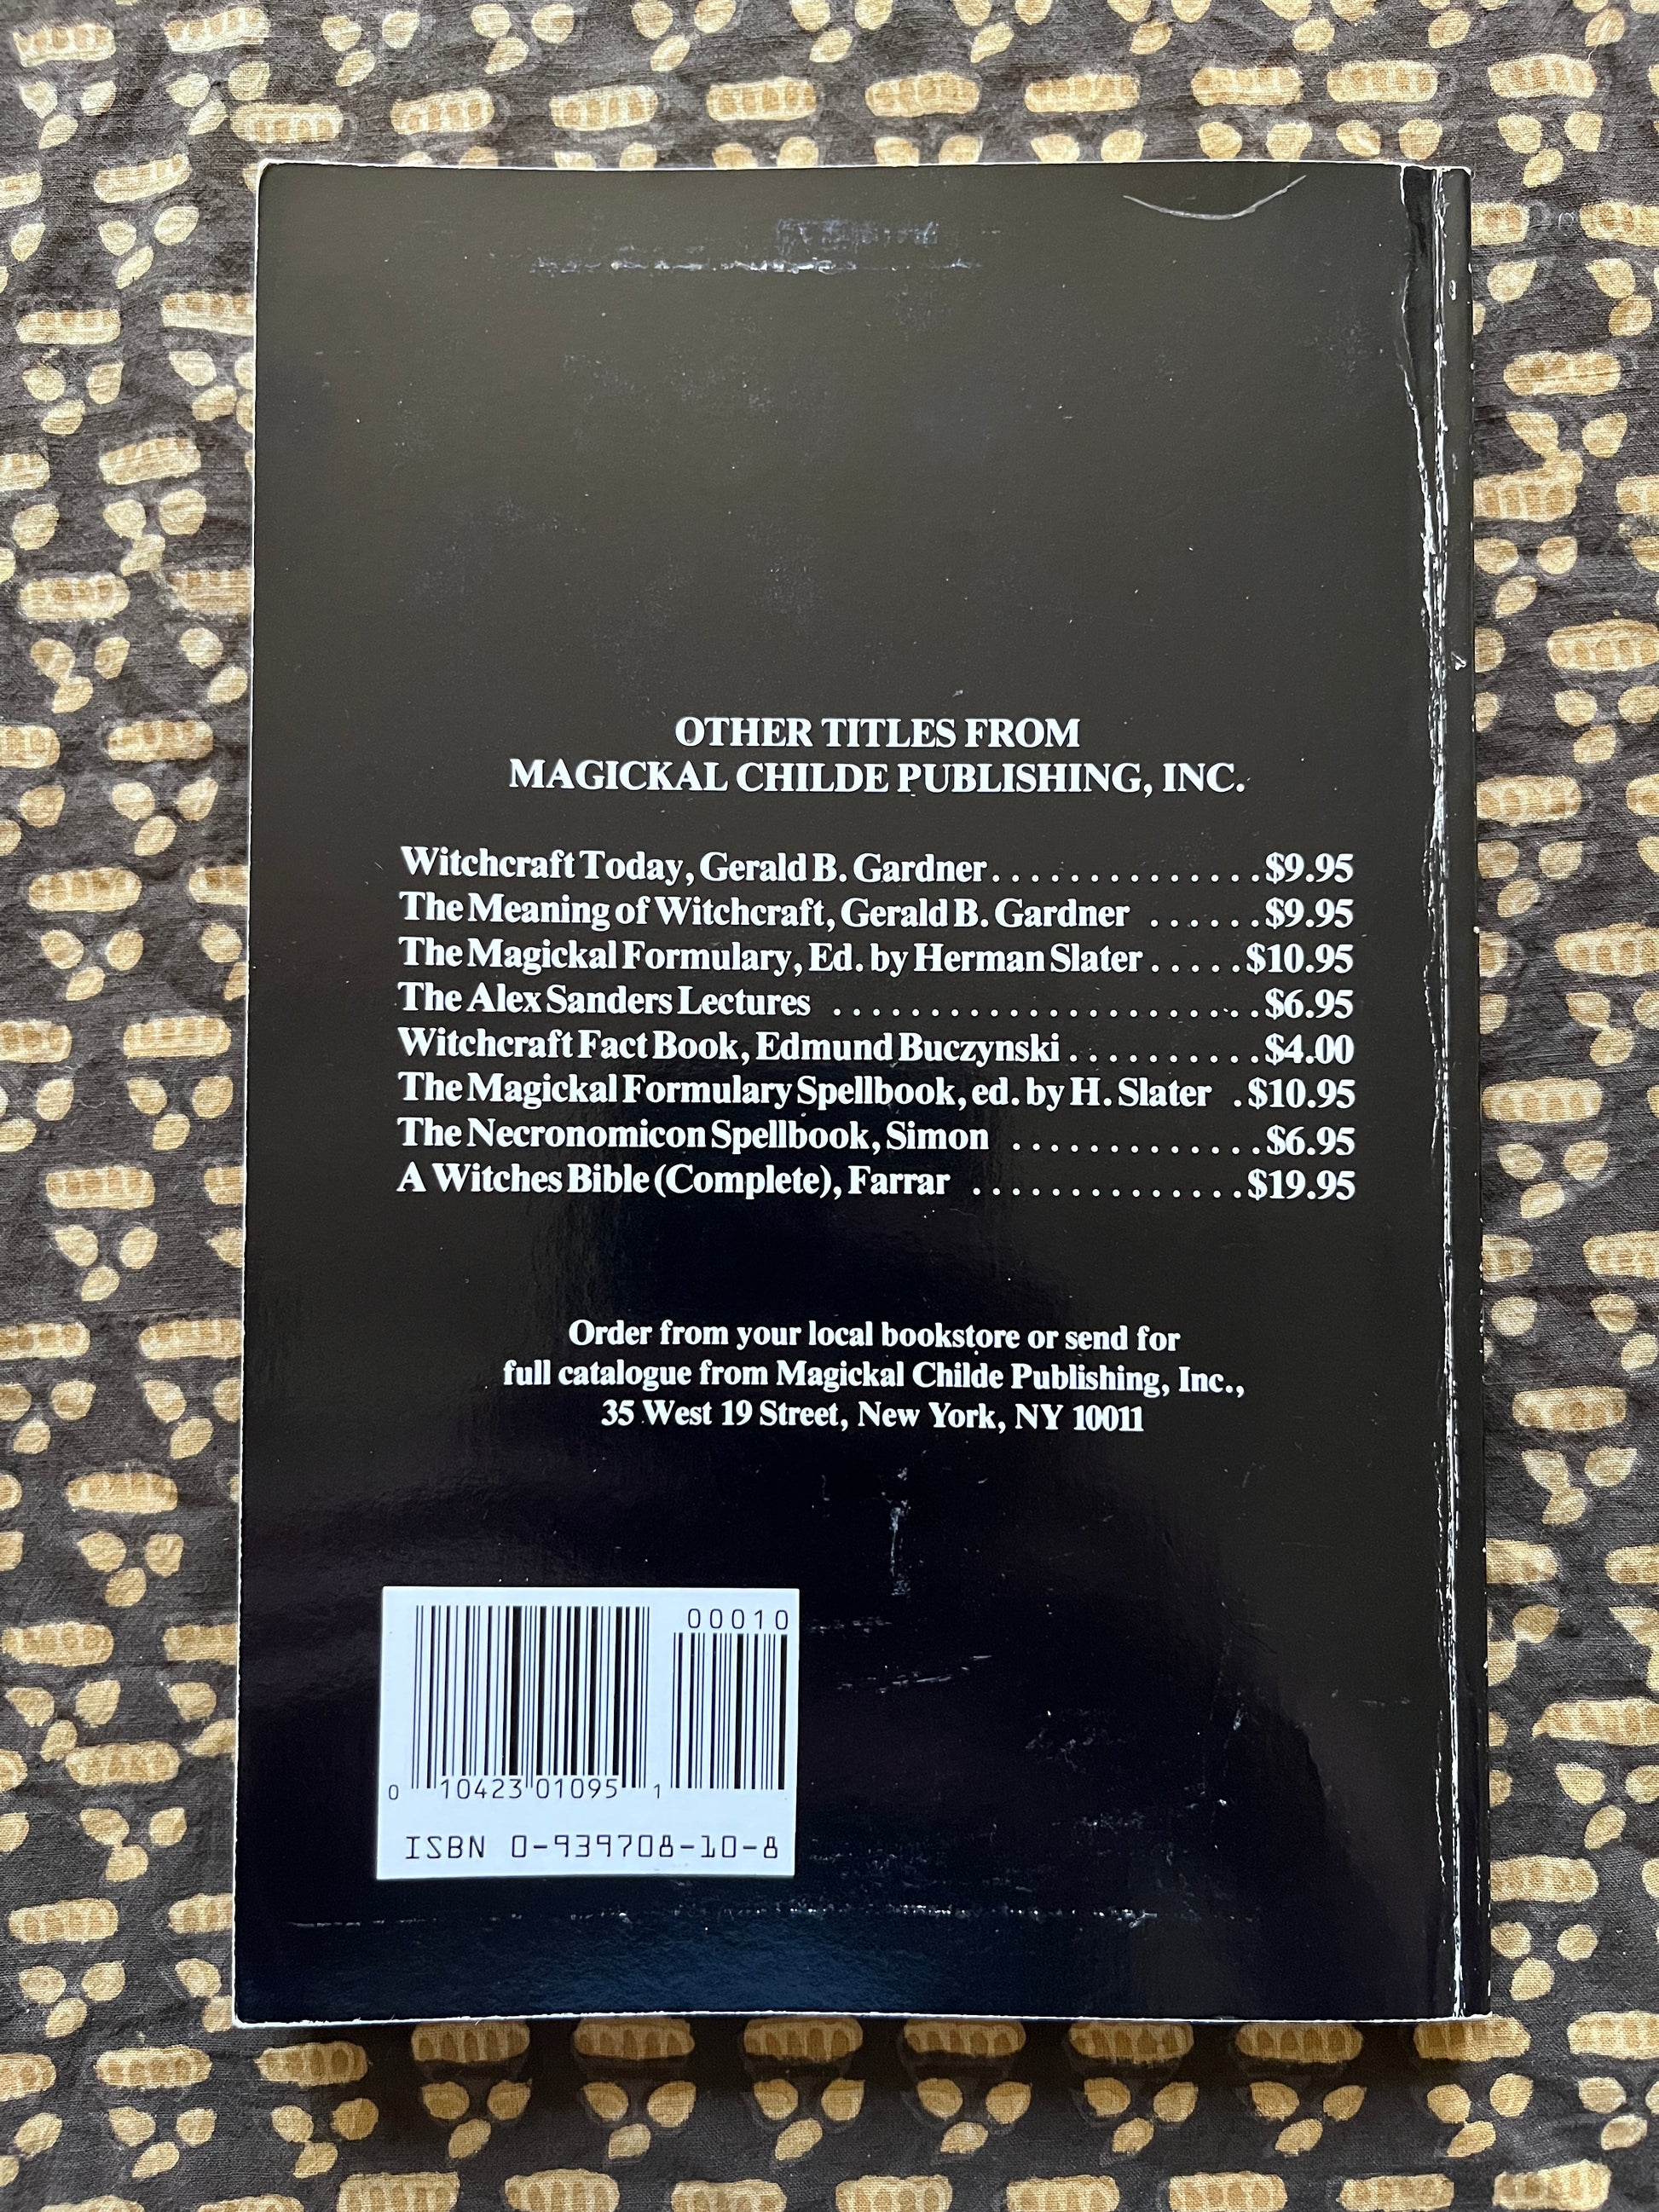 OTHER TITLES FROM
MAGICKAL CHILDE PUBLISHING, INC.
Witchcraft Today, Gerald B. Gardner..............$9.95
The Meaning of Witchcraft, Gerald B. Gardner ......$9.95
The Magickal Formulary, Ed. by Herman Slater.....$10.95
The Alex Sanders Lectures ......................$6.95
Witchcraft Fact Book, Edmund Buczynski..........$4.00
The Magickal Formulary Spellbook, ed. by H. Slater .$10.95
The Necronomicon Spellbook, Simon .............$6.95
A Witches Bible (Complete), Farrar ..............$19.95
Order from your local bookstore or send for
full catalogue from Magickal Childe Publishing, Inc.,
35 West 19 Street, New York, NY 10011
00010
0 10423 01095 1
ISBN 0-939708-10-8